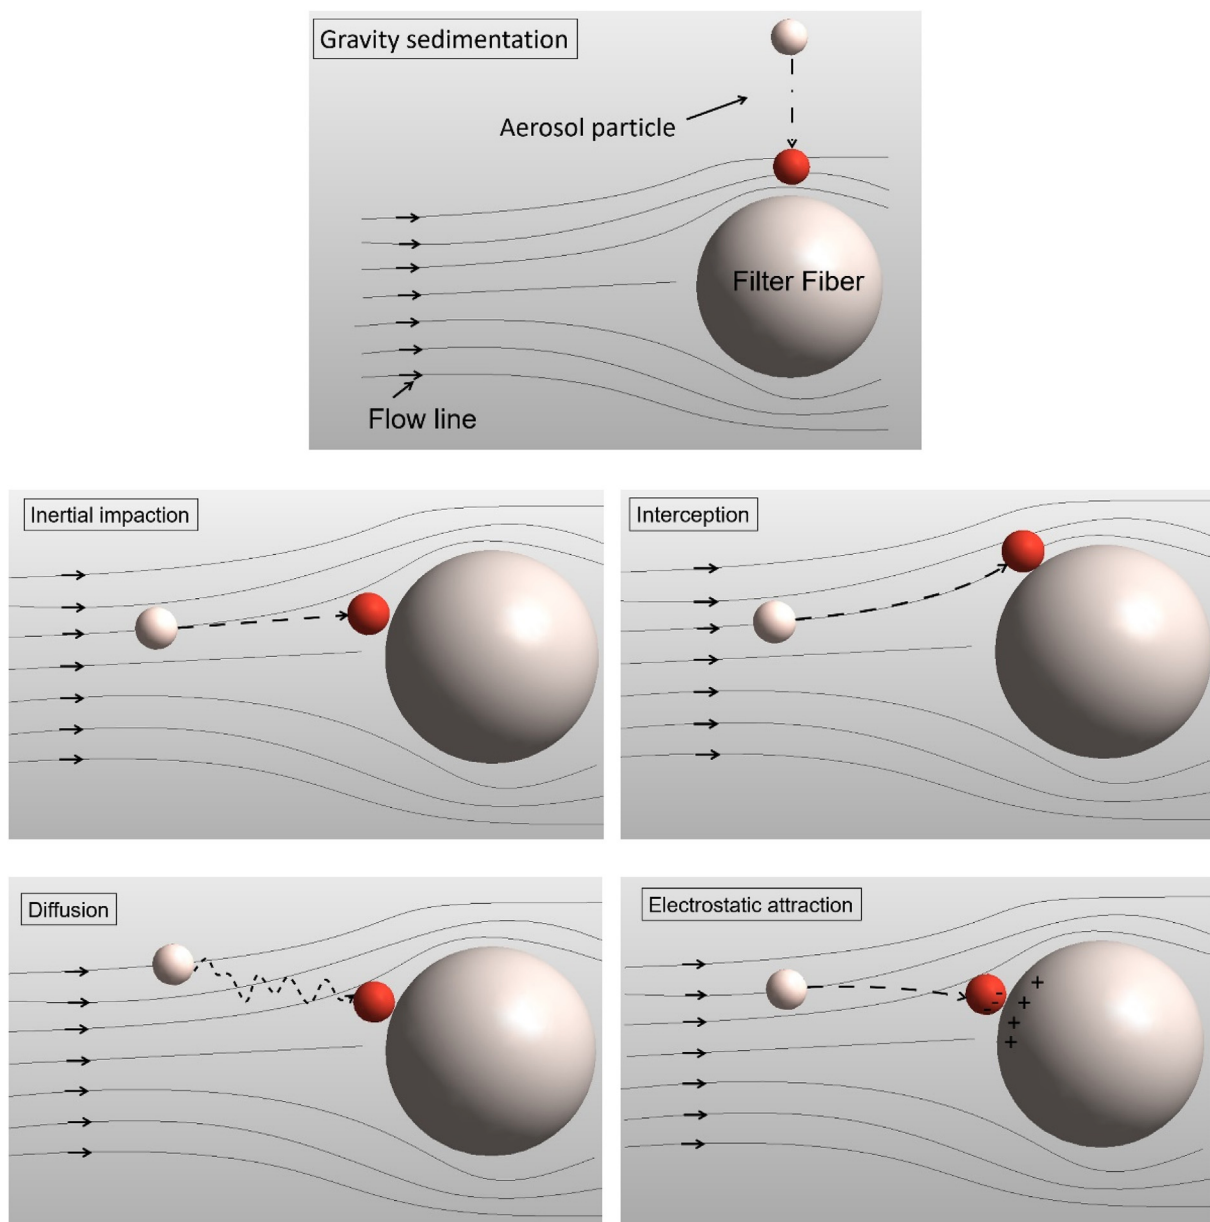 Gravity sedimentation
Aerosol particle
Filter Fiber
Flow line
Inertial impaction
Interception
Diffusion
Electrostatic attraction
- - -
+ + + +